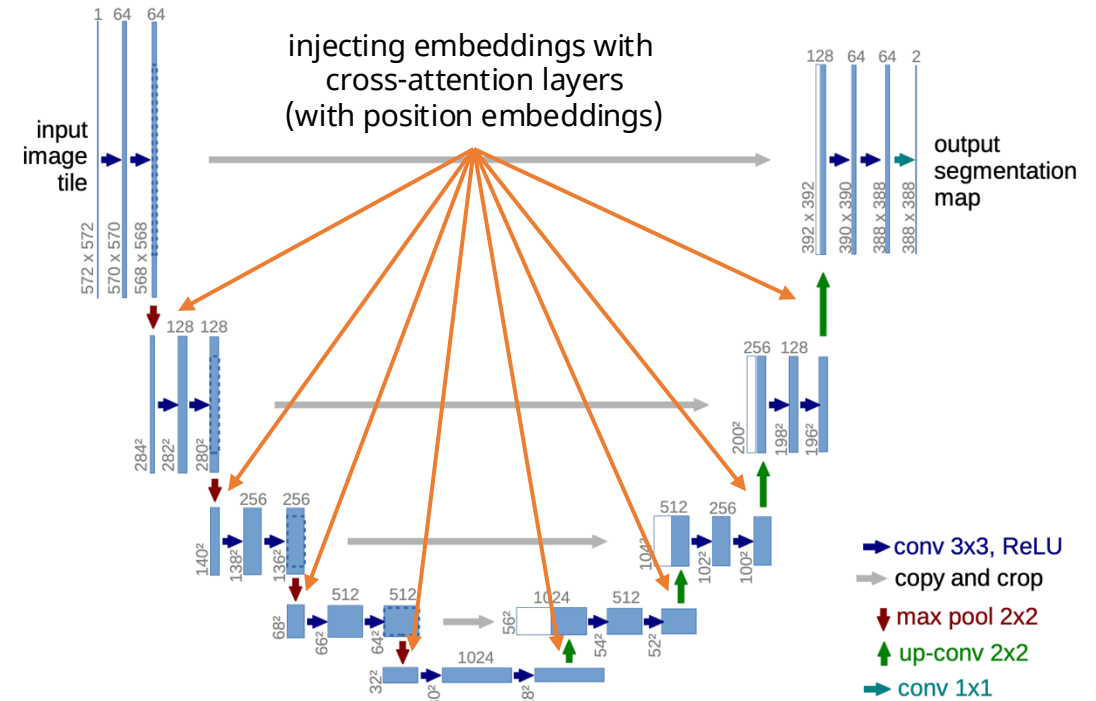 1 64 64
injecting embeddings with
cross-attention layers
(with position embeddings)
128 64 64 2
input
image
tile
output
segmentation
map
572 x 572
570 x 570
568 x 568
392 x 392
390 x 390
388 x 388
388 x 388
128 128
256 128
284²
282²
280²
200²
198²
196²
256 256
512 256
140²
138²
136²
104²
102²
100²
conv 3x3, ReLU
copy and crop
max pool 2x2
up-conv 2x2
conv 1x1
512 512
1024 512
68²
66²
64²
56²
54²
52²
1024
32²